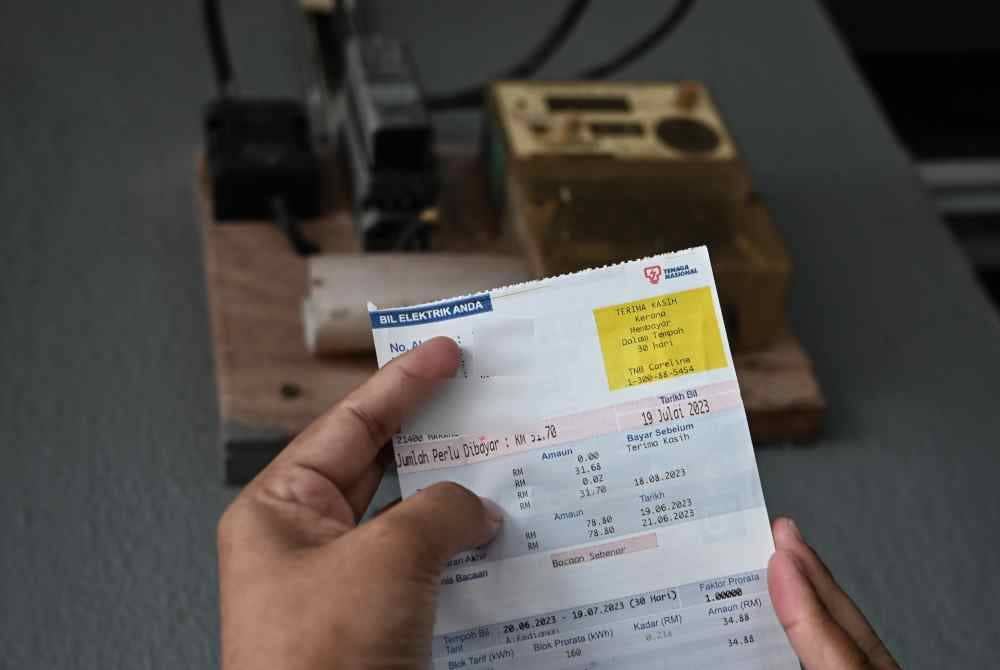 TENAGA
NASIONAL
BIL ELEKTRIK ANDA
TERIMA KASIH
Kerana
Membayar
Dalam Tempoh
30 hari
TNB Careline
1-300-88-5454
No.
:
:
:
21400
Tarikh Bil
19 Julai 2023
Jumlah Perlu Dibayar : RM 31.70
Amaun
Bayar Sebelum
RM 0.00 Terima Kasih
RM 31.68
RM 0.02 18.08.2023
RM 31.70
Amaun Tarikh
RM 78.80 19.06.2023
RM 78.80 21.06.2023
Akhir
Bacaan
Bacaan Sebenar
Tempoh Bil 20.06.2023 - 19.07.2023 (30 Hari) Faktor Prorata
Tarif A:Kediaman 1.00000
Blok Tarif (kWh) Blok Prorata (kWh) Kadar (RM) Amaun (RM)
160 34.88
34.88